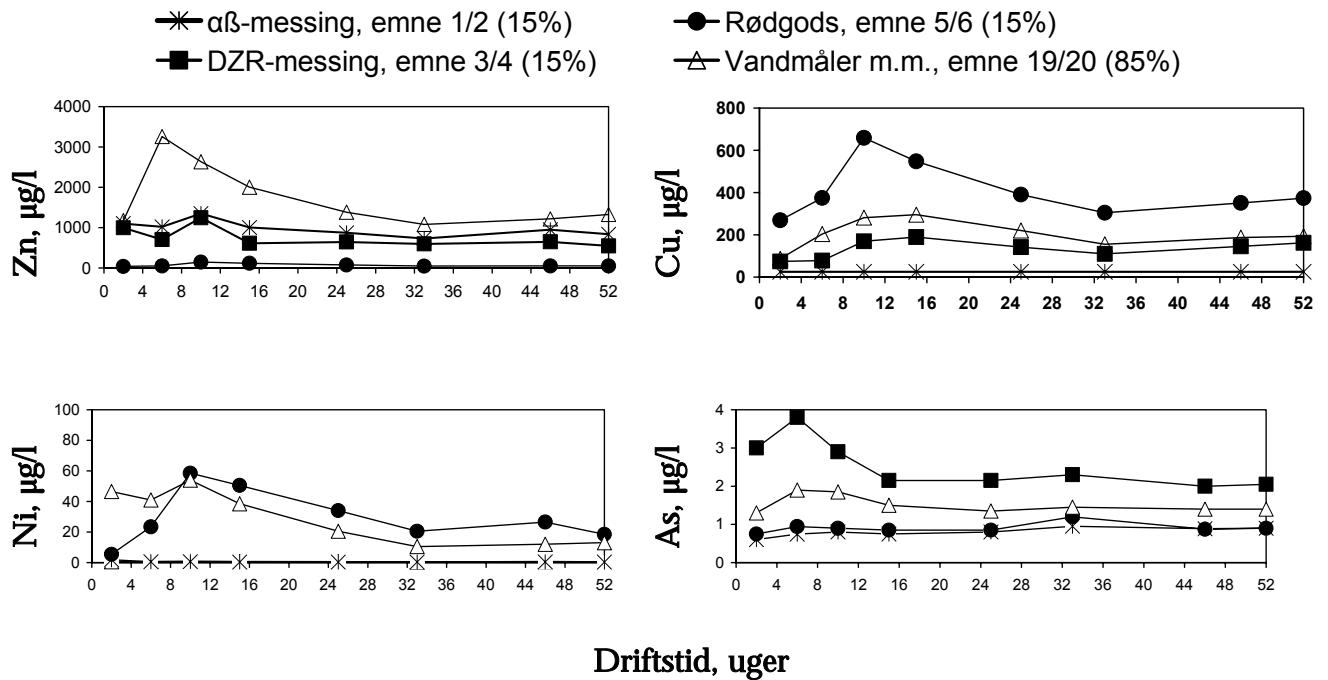 αß-messing, emne 1/2 (15%)
Rødgods, emne 5/6 (15%)
DZR-messing, emne 3/4 (15%)
Vandmåler m.m., emne 19/20 (85%)
Zn, µg/l
4000
3000
2000
1000
0
0 4 8 12 16 20 24 28 32 36 40 44 48 52
Cu, µg/l
800
600
400
200
0
0 4 8 12 16 20 24 28 32 36 40 44 48 52
Ni, µg/l
100
80
60
40
20
0
0 4 8 12 16 20 24 28 32 36 40 44 48 52
As, µg/l
4
3
2
1
0
0 4 8 12 16 20 24 28 32 36 40 44 48 52
Driftstid, uger